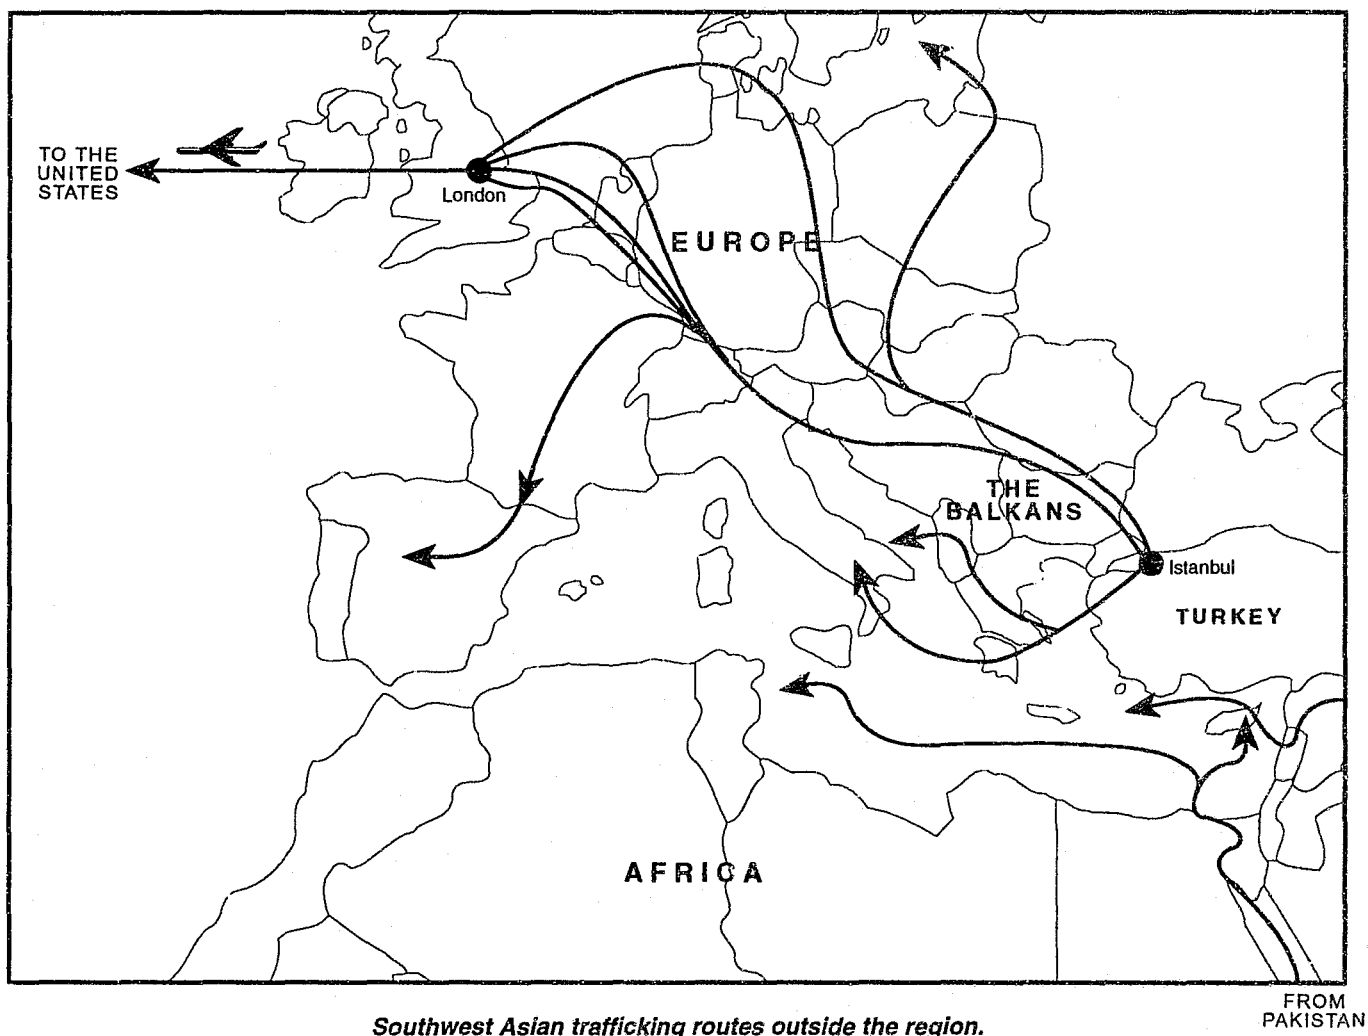 TO THE
UNITED
STATES
London
EUROPE
THE
BALKANS
Istanbul
TURKEY
AFRICA
FROM
PAKISTAN
Southwest Asian trafficking routes outside the region.